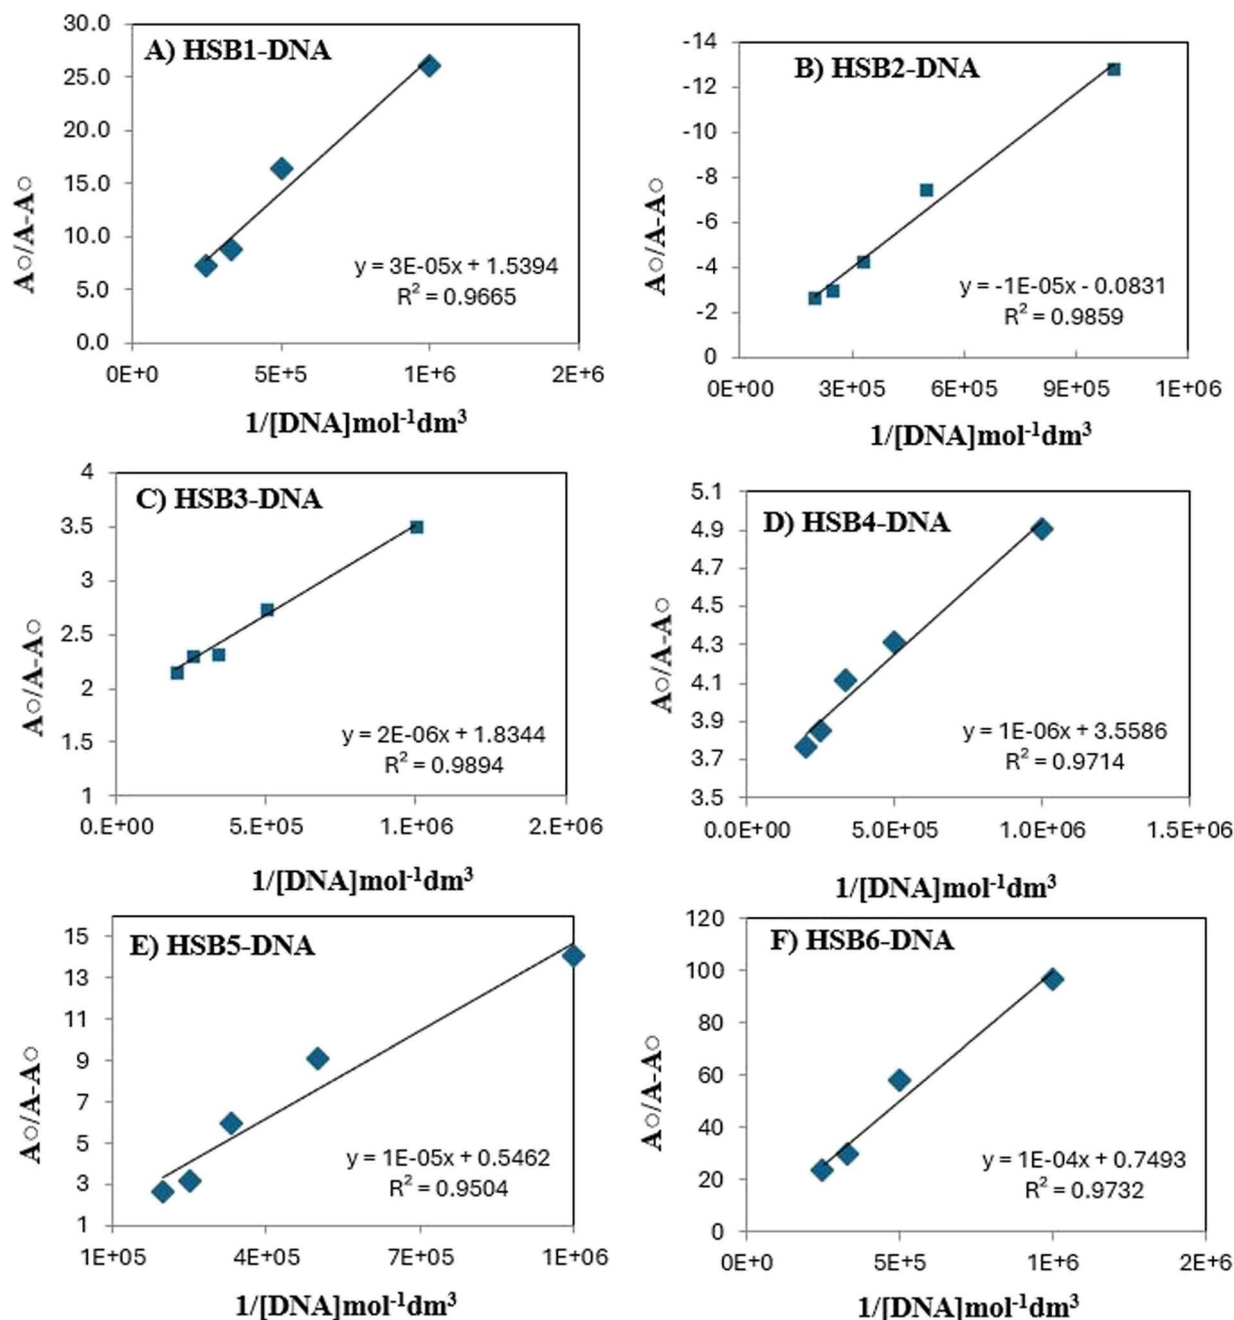 A) HSB1-DNA
30.0
25.0
20.0
15.0
10.0
5.0
0.0
A○/A-A○
y = 3E-05x + 1.5394
R² = 0.9665
0E+0 5E+5 1E+6 2E+6
1/[DNA]mol⁻¹dm³
B) HSB2-DNA
-14
-12
-10
-8
-6
-4
-2
0
A○/A-A○
y = -1E-05x - 0.0831
R² = 0.9859
0E+00 3E+05 6E+05 9E+05 1E+06
1/[DNA]mol⁻¹dm³
C) HSB3-DNA
4
3.5
3
2.5
2
1.5
1
A○/A-A○
y = 2E-06x + 1.8344
R² = 0.9894
0.E+00 5.E+05 1.E+06 2.E+06
1/[DNA]mol⁻¹dm³
D) HSB4-DNA
5.1
4.9
4.7
4.5
4.3
4.1
3.9
3.7
3.5
A○/A-A○
y = 1E-06x + 3.5586
R² = 0.9714
0.0E+00 5.0E+05 1.0E+06 1.5E+06
1/[DNA]mol⁻¹dm³
E) HSB5-DNA
15
13
11
9
7
5
3
1
A○/A-A○
y = 1E-05x + 0.5462
R² = 0.9504
1E+05 4E+05 7E+05 1E+06
1/[DNA]mol⁻¹dm³
F) HSB6-DNA
120
100
80
60
40
20
0
A○/A-A○
y = 1E-04x + 0.7493
R² = 0.9732
0E+0 5E+5 1E+6 2E+6
1/[DNA]mol⁻¹dm³